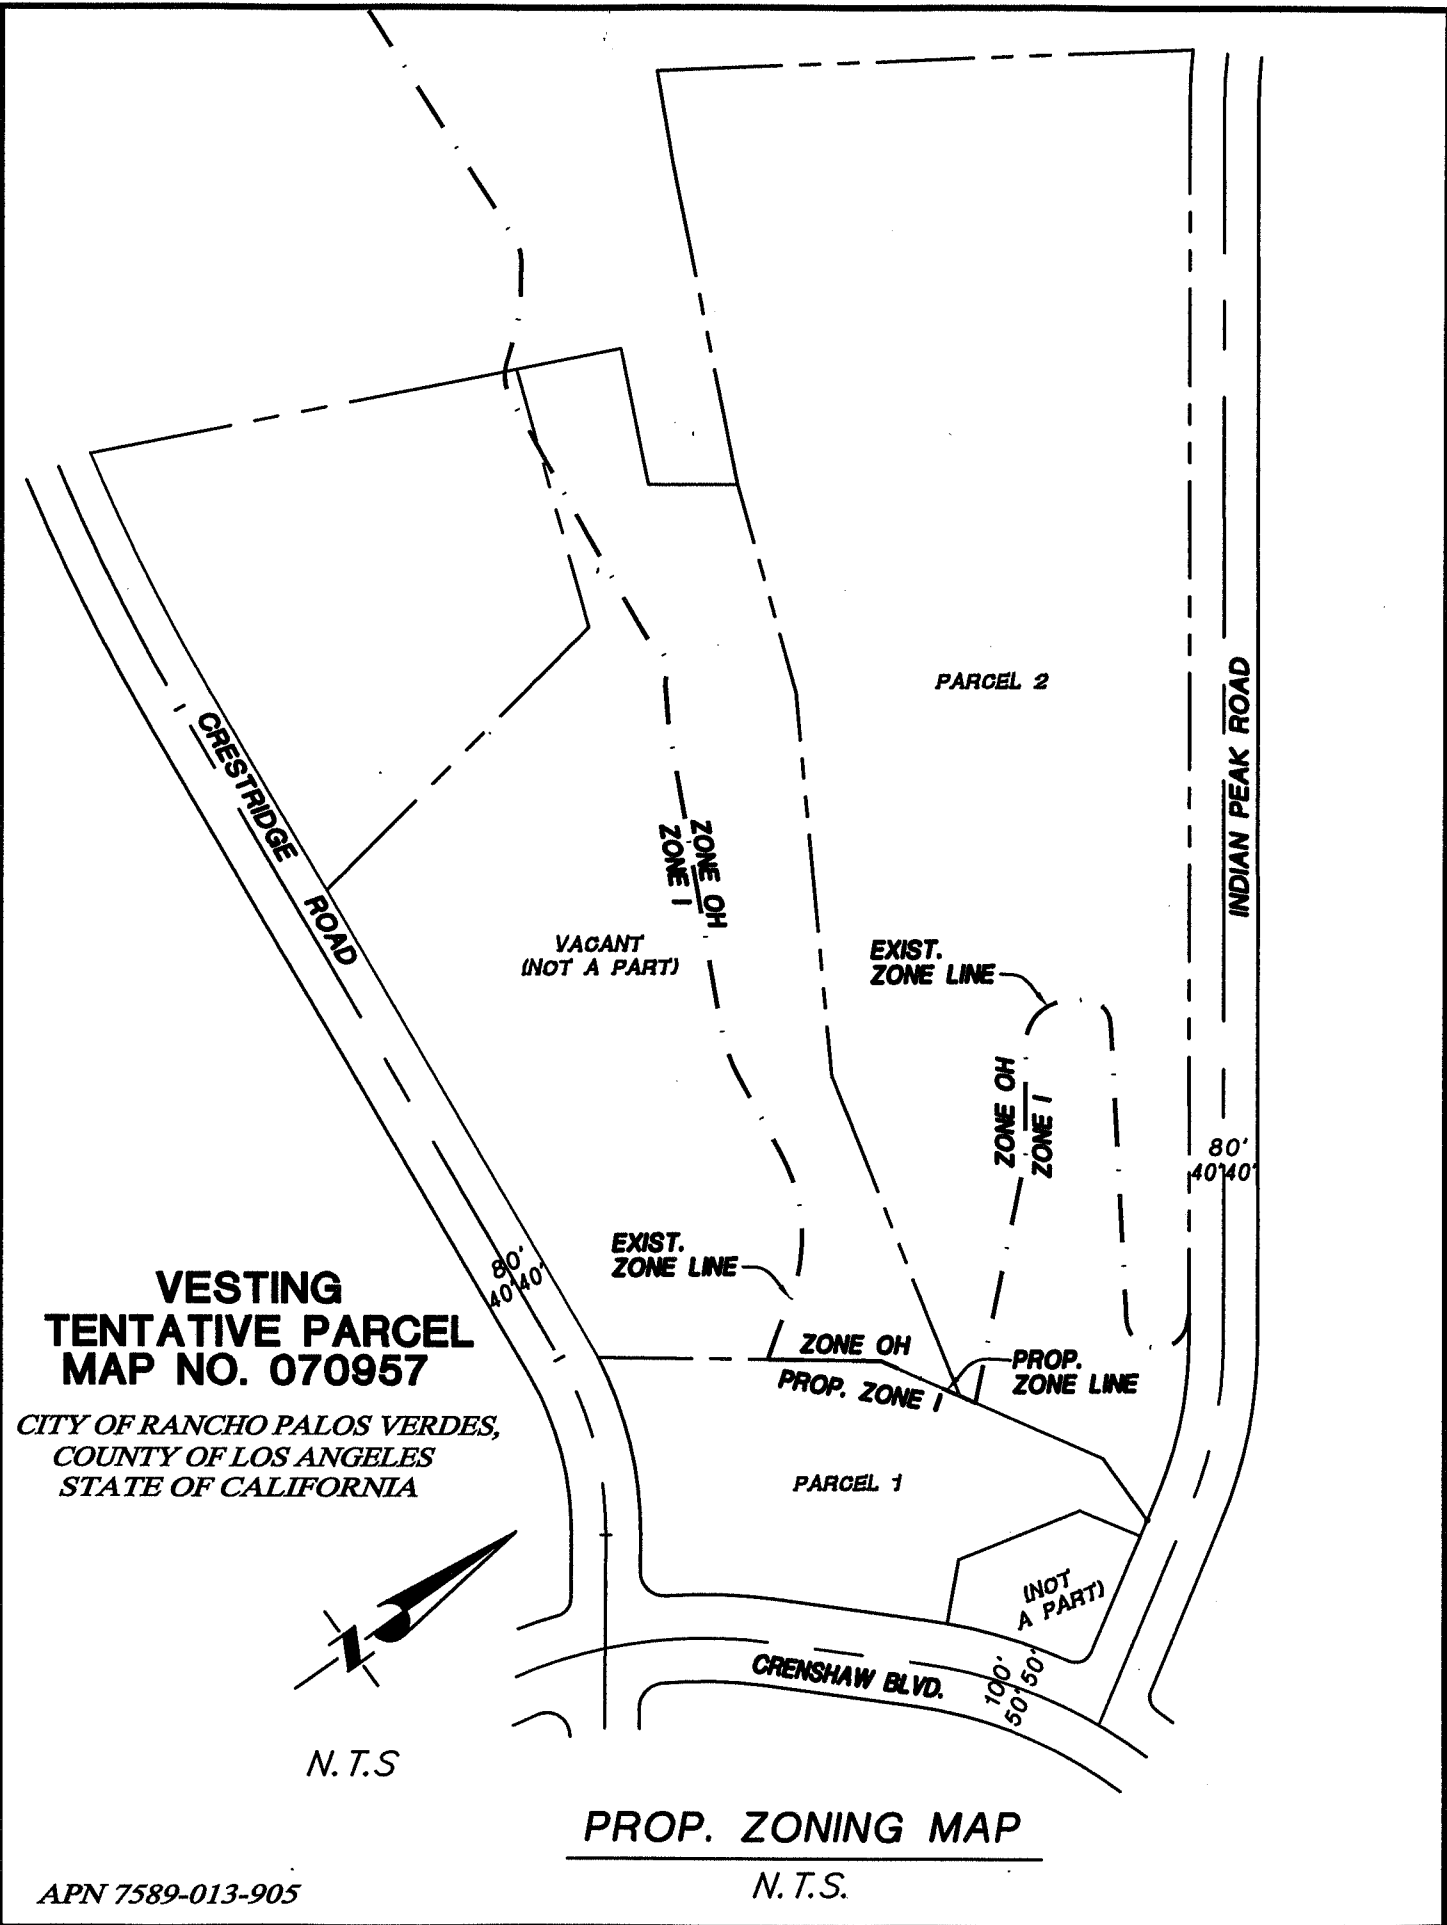 PARCEL 2
INDIAN PEAK ROAD
CRESTRIDGE ROAD
ZONE OH
ZONE I
VACANT
(NOT A PART)
EXIST.
ZONE LINE
ZONE OH
ZONE I
80'
40' 40'
EXIST.
ZONE LINE
80'
40' 40'
VESTING
TENTATIVE PARCEL
MAP NO. 070957
CITY OF RANCHO PALOS VERDES,
COUNTY OF LOS ANGELES
STATE OF CALIFORNIA
ZONE OH
PROP. ZONE I
PROP.
ZONE LINE
PARCEL 1
(NOT
A PART)
CRENSHAW BLVD.
100'
50' 50'
N
N.T.S
PROP. ZONING MAP
N.T.S.
APN 7589-013-905